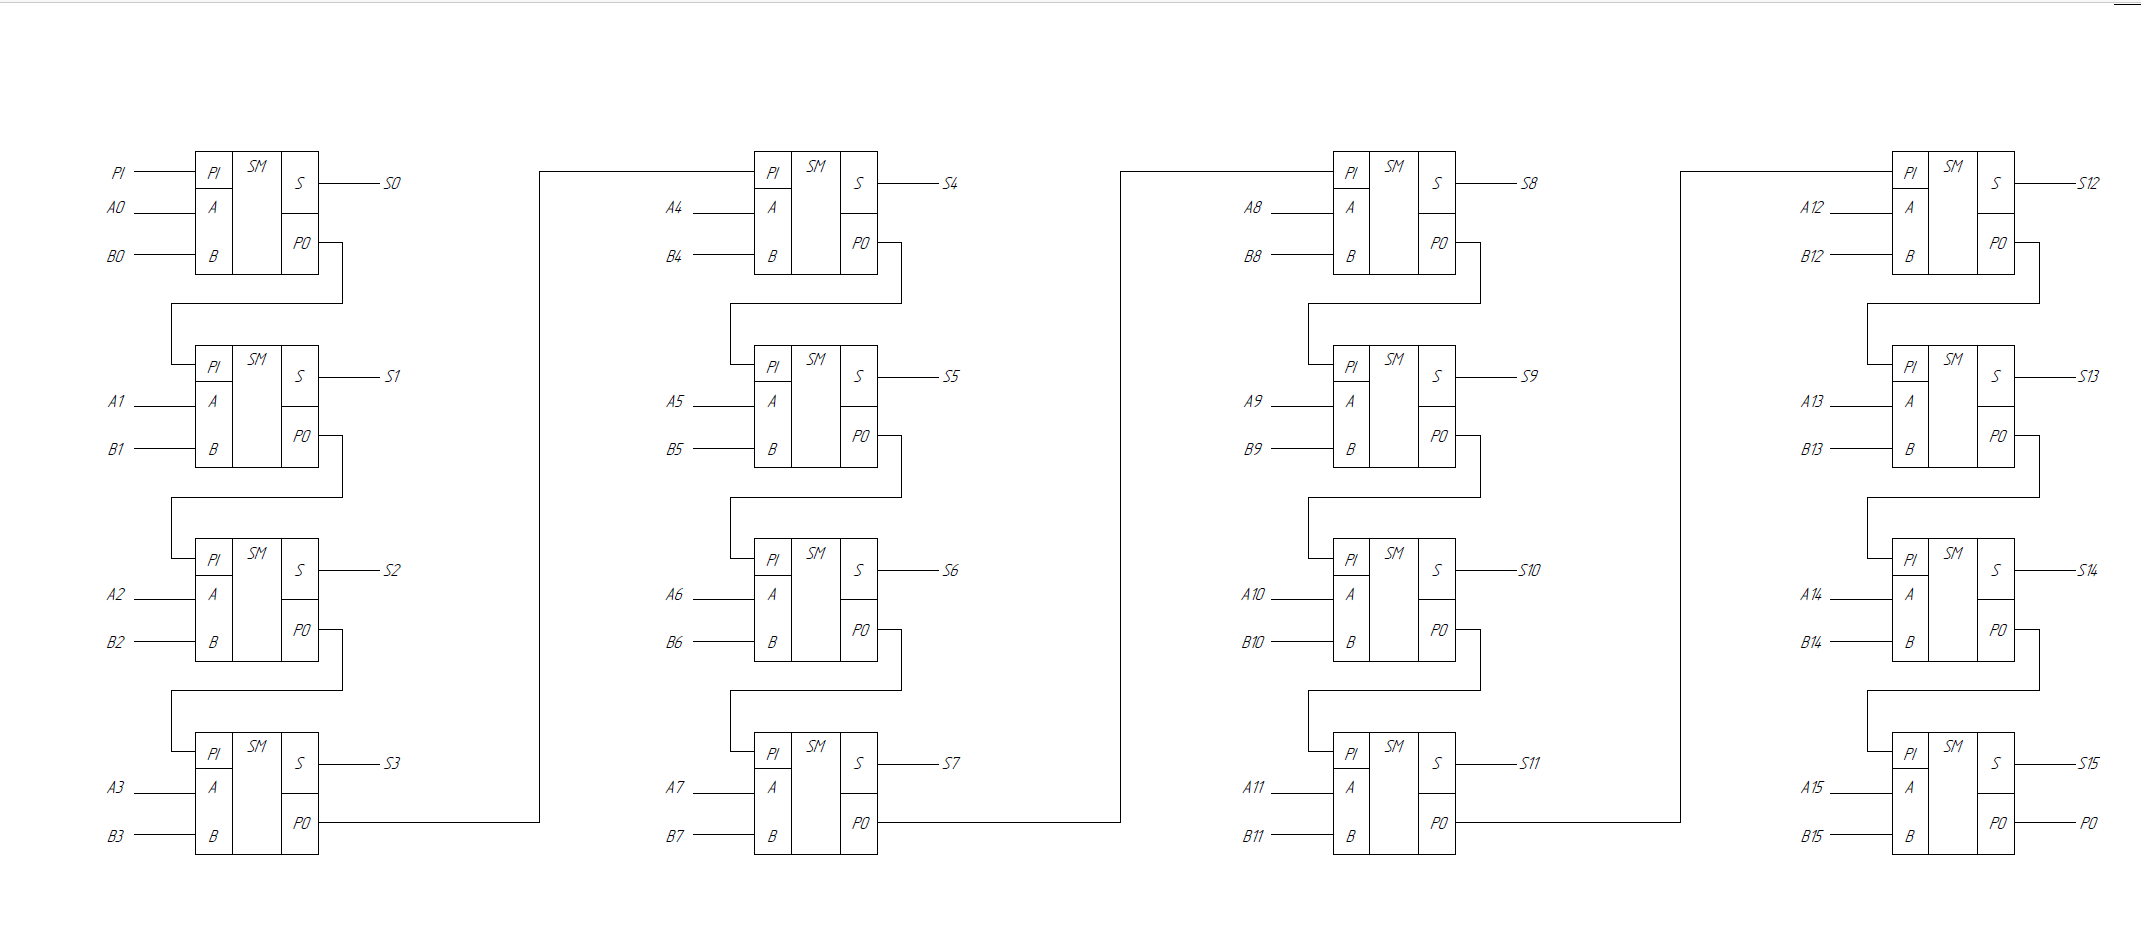 PI PI SM S S0
A0 A
B0 B PO
PI SM S S1
A1 A
B1 B PO
PI SM S S2
A2 A
B2 B PO
PI SM S S3
A3 A
B3 B PO
PI SM S S4
A4 A
B4 B PO
PI SM S S5
A5 A
B5 B PO
PI SM S S6
A6 A
B6 B PO
PI SM S S7
A7 A
B7 B PO
PI SM S S8
A8 A
B8 B PO
PI SM S S9
A9 A
B9 B PO
PI SM S S10
A10 A
B10 B PO
PI SM S S11
A11 A
B11 B PO
PI SM S S12
A12 A
B12 B PO
PI SM S S13
A13 A
B13 B PO
PI SM S S14
A14 A
B14 B PO
PI SM S S15
A15 A
B15 B PO PO